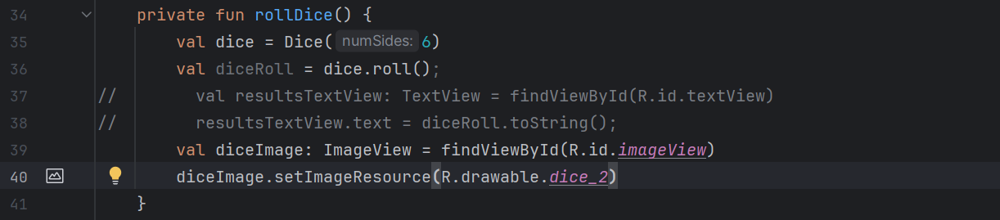 34 private fun rollDice() {
35 val dice = Dice( numSides: 6)
36 val diceRoll = dice.roll();
37 // val resultsTextView: TextView = findViewById(R.id.textView)
38 // resultsTextView.text = diceRoll.toString();
39 val diceImage: ImageView = findViewById(R.id.imageView)
40 diceImage.setImageResource(R.drawable.dice_2)
41 }